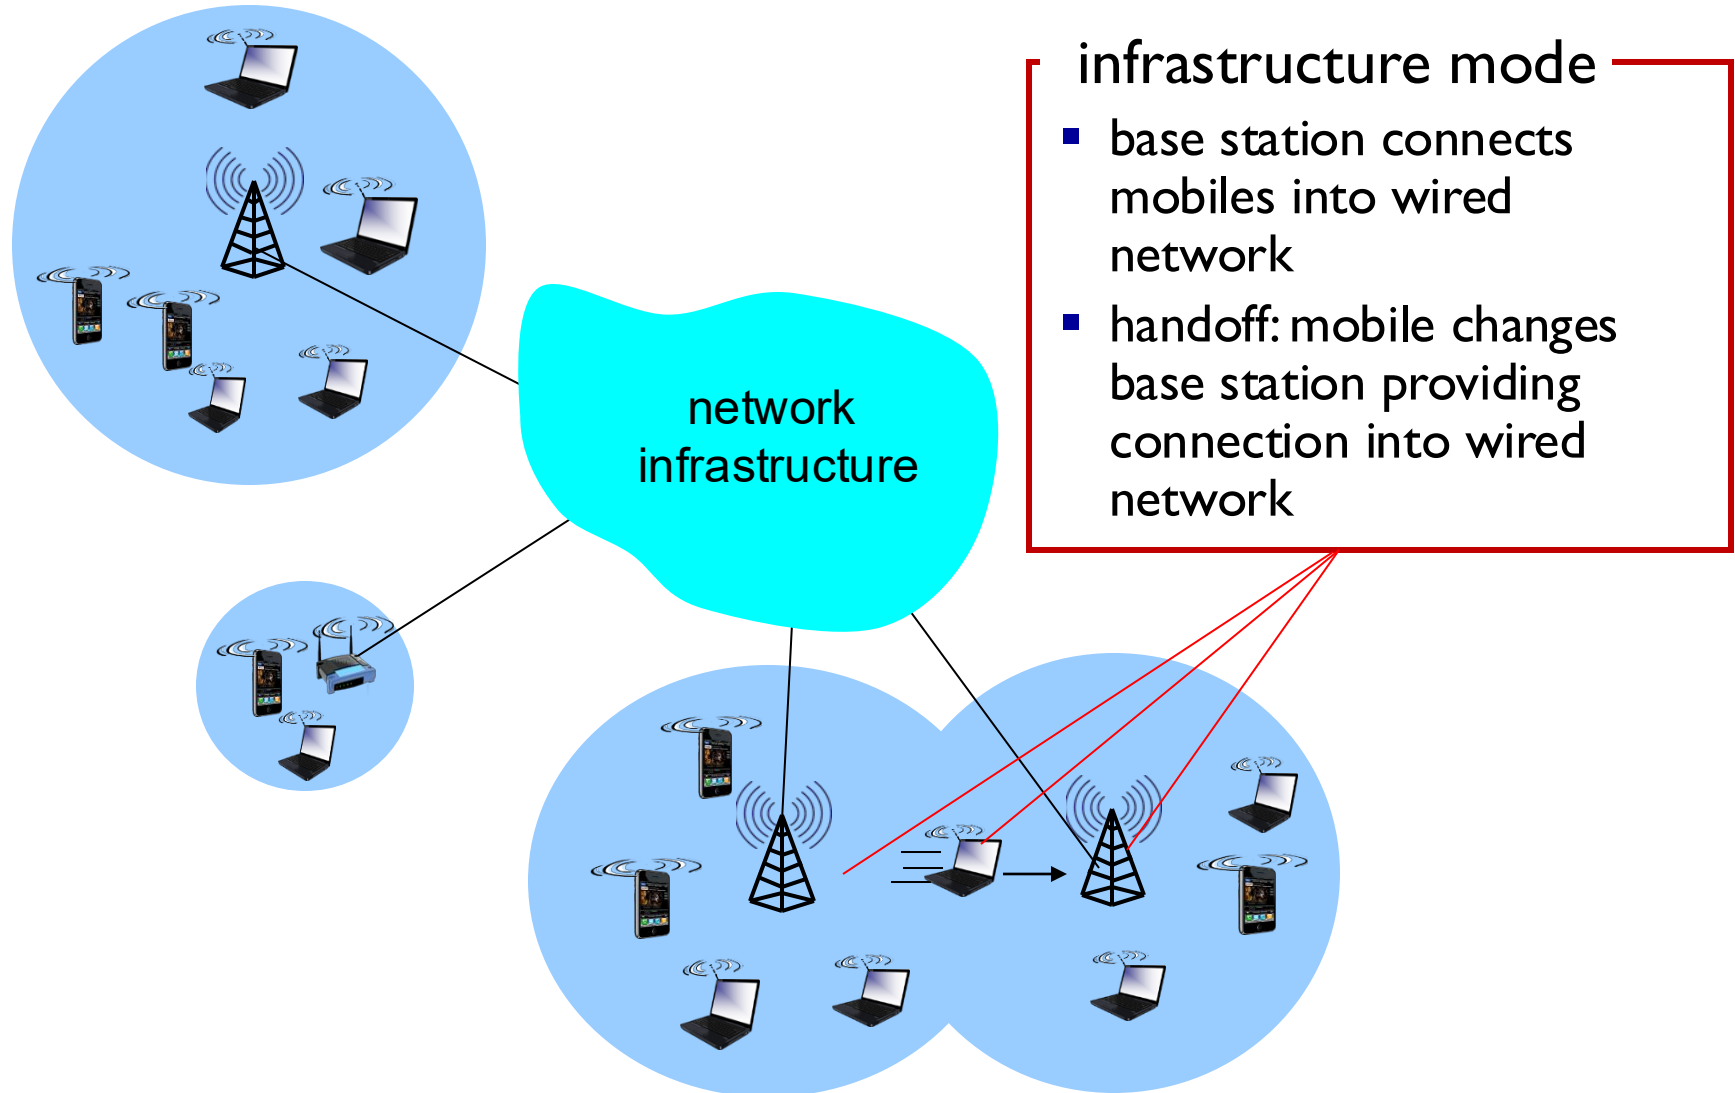 infrastructure mode
base station connects
mobiles into wired
network
handoff: mobile changes
base station providing
connection into wired
network
network
infrastructure